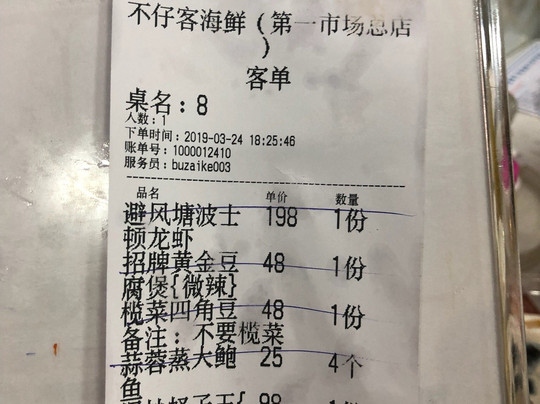 不仔客海鲜(第一市场总店
)
客单
桌名:8
人数:1
下单时间:2019-03-24 18:25:46
账单号:1000012410
服务员:buzaike003
品名 单价 数量
避风塘波士 198 1份
顿龙虾
招牌黄金豆 48 1份
腐煲{微辣}
榄菜四角豆 48 1份
备注:不要榄菜
蒜蓉蒸大鲍 25 4个
鱼
98